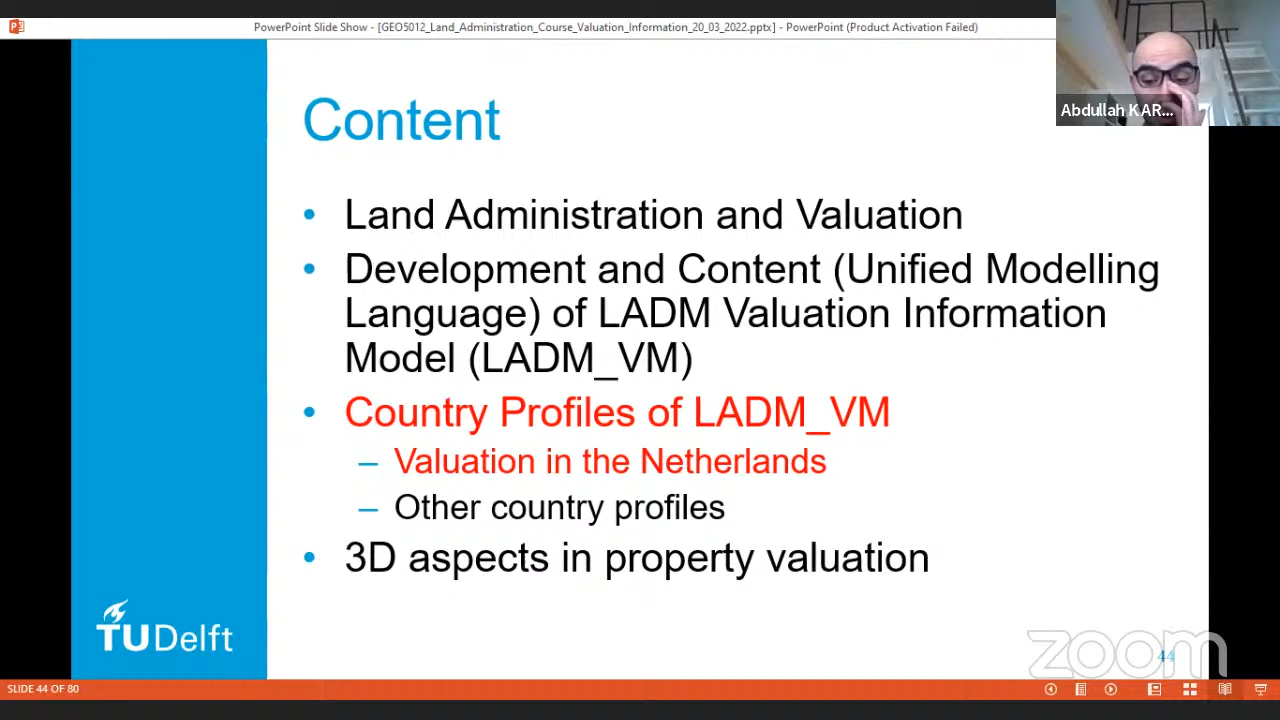 PowerPoint Slide Show - [GEO5012_Land_Administration_Course_Valuation_Information_20_03_2022.pptx] - PowerPoint (Product Activation Failed)
Abdullah KAR...
Content
• Land Administration and Valuation
• Development and Content (Unified Modelling
Language) of LADM Valuation Information
Model (LADM_VM)
• Country Profiles of LADM_VM
– Valuation in the Netherlands
– Other country profiles
• 3D aspects in property valuation
TUDelft
zoom
44
SLIDE 44 OF 80